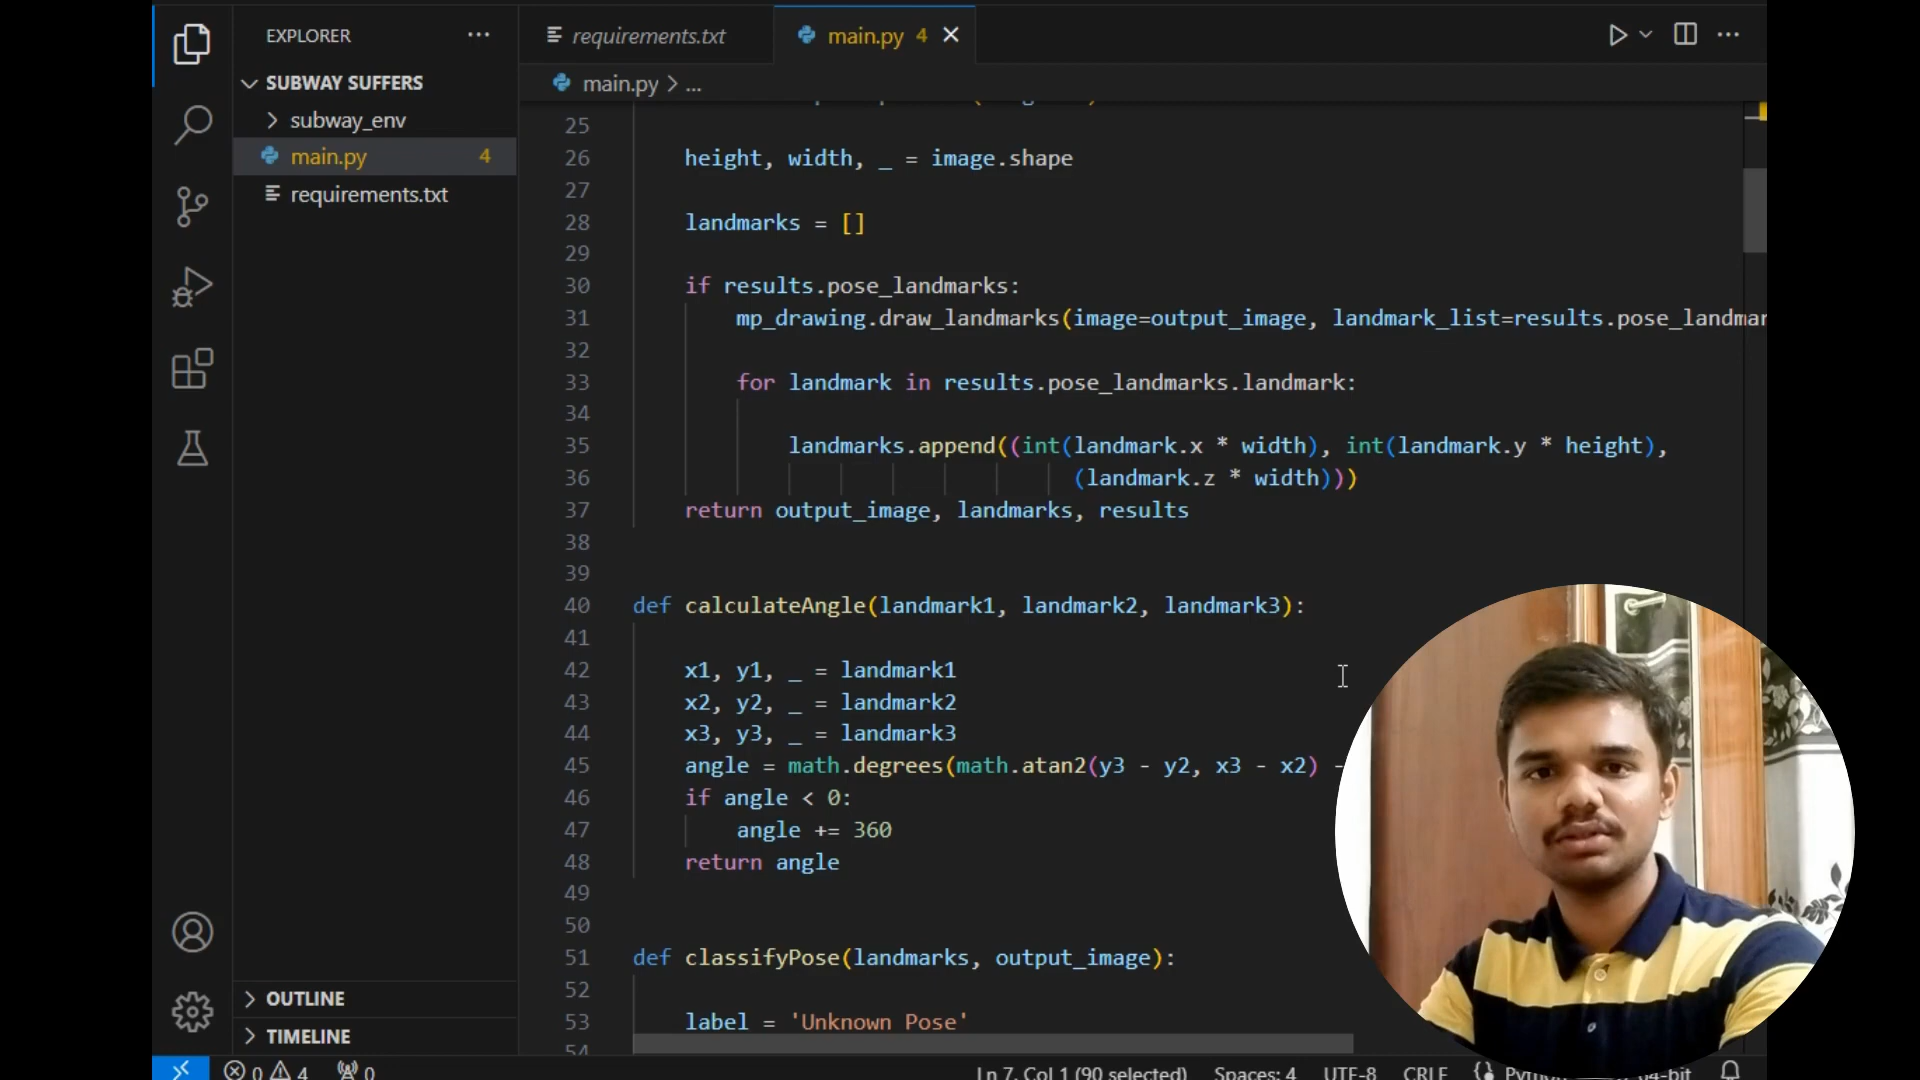 EXPLORER
SUBWAY SUFFERS
subway_env
main.py 4
requirements.txt
OUTLINE
TIMELINE
requirements.txt
main.py 4
main.py > ...
25
26 height, width, _ = image.shape
27
28 landmarks = []
29
30 if results.pose_landmarks:
31 mp_drawing.draw_landmarks(image=output_image, landmark_list=results.pose_landmar
32
33 for landmark in results.pose_landmarks.landmark:
34
35 landmarks.append((int(landmark.x * width), int(landmark.y * height),
36 (landmark.z * width)))
37 return output_image, landmarks, results
38
39
40 def calculateAngle(landmark1, landmark2, landmark3):
41
42 x1, y1, _ = landmark1
43 x2, y2, _ = landmark2
44 x3, y3, _ = landmark3
45 angle = math.degrees(math.atan2(y3 - y2, x3 - x2) -
46 if angle < 0:
47 angle += 360
48 return angle
49
50
51 def classifyPose(landmarks, output_image):
52
53 label = 'Unknown Pose'
54
0 4 0 Ln 7, Col 1 (90 selected) Spaces: 4 UTF-8 CRLF